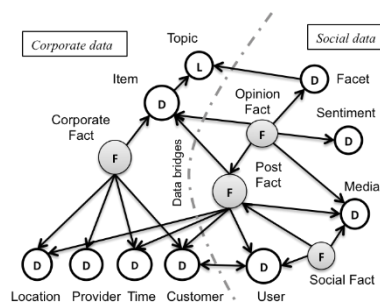 Corporate data
Topic
Social data
L
D
Facet
Item
D
Opinion
Fact
Sentiment
F
D
Corporate
Fact
F
Data bridges
Post
Fact
F
Media
D
F
D
D
D
D
D
Location
Provider
Time
Customer
User
Social Fact